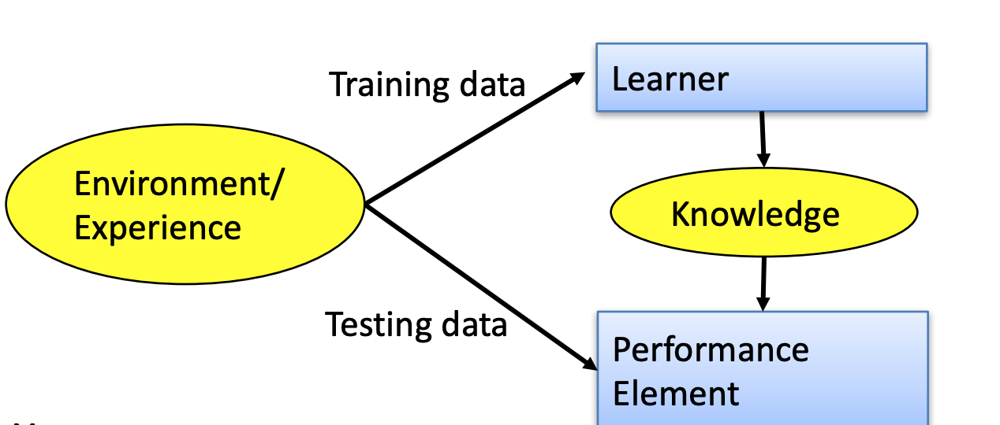 Training data
Learner
Environment/
Experience
Knowledge
Testing data
Performance
Element